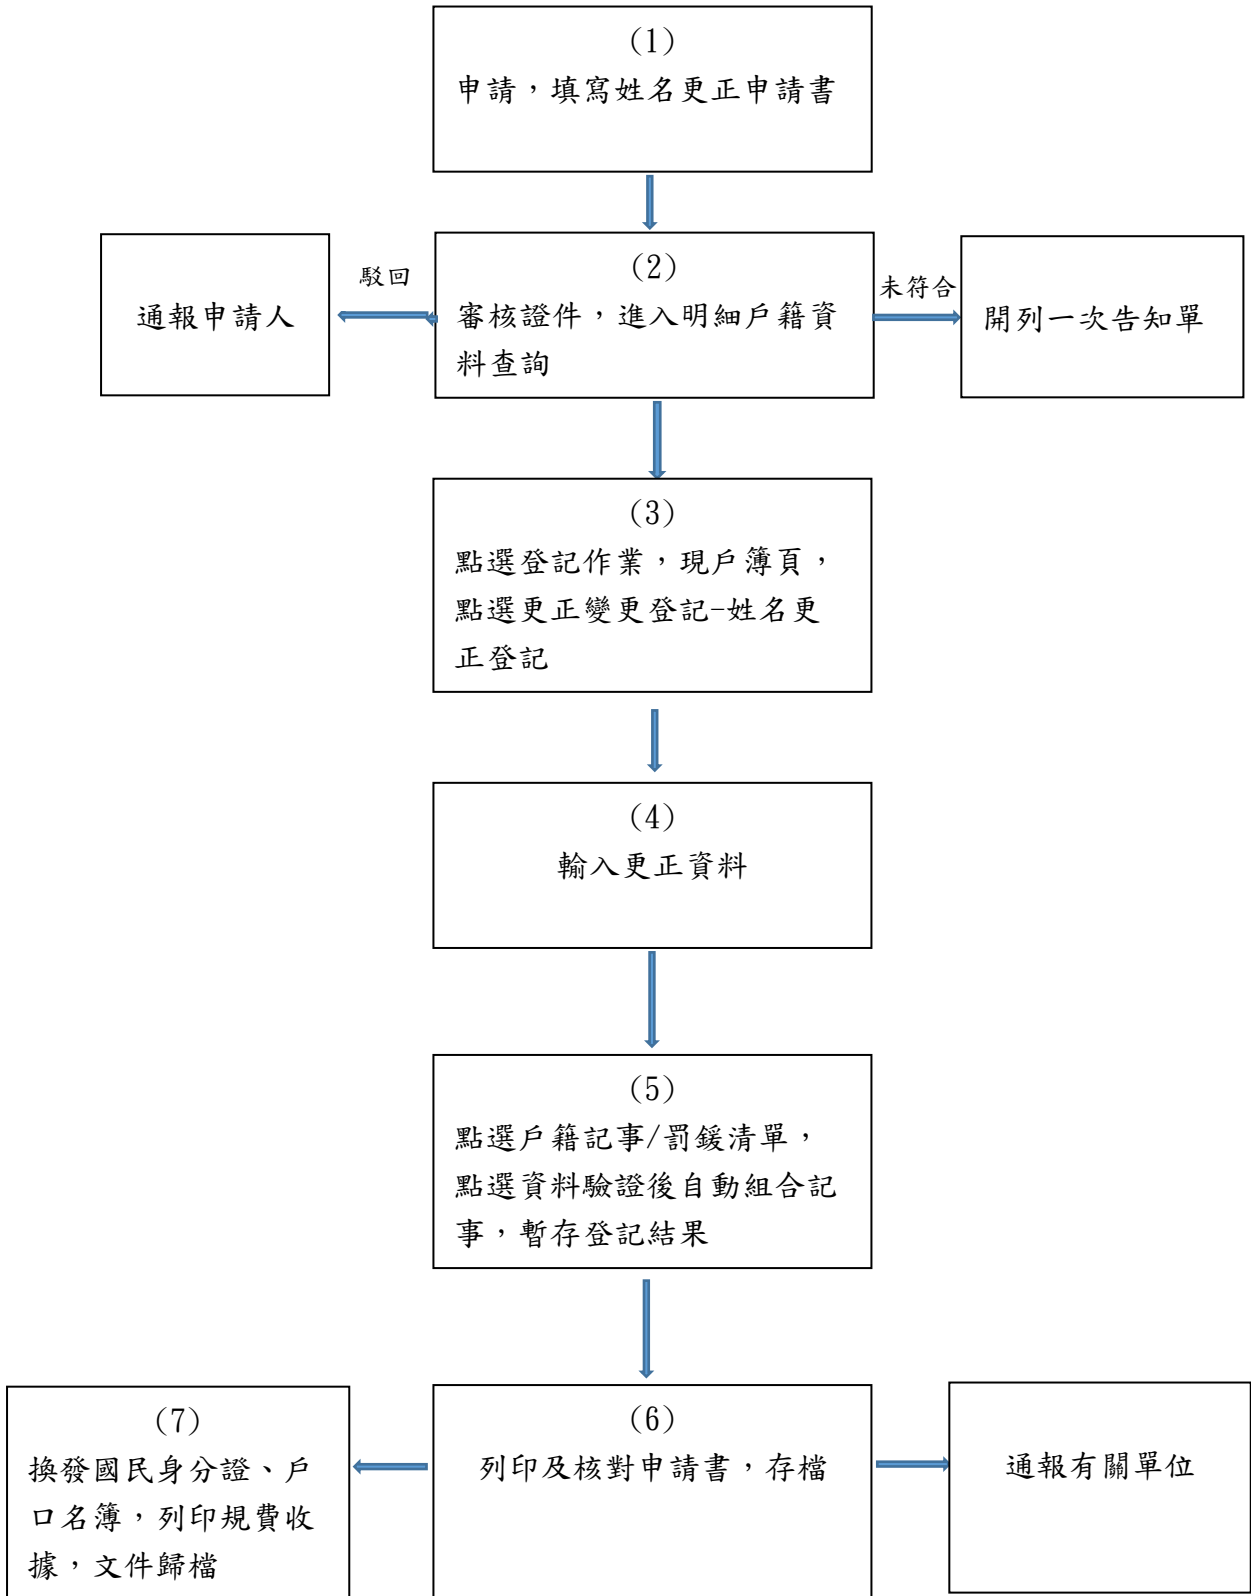 (1)
申請，填寫姓名更正申請書
駁回
通報申請人
(2)
審核證件，進入明細戶籍資
料查詢
未符合
開列一次告知單
(3)
點選登記作業，現戶簿頁，
點選更正變更登記-姓名更
正登記
(4)
輸入更正資料
(5)
點選戶籍記事/罰鍰清單，
點選資料驗證後自動組合記
事，暫存登記結果
(7)
換發國民身分證、戶
口名簿，列印規費收
據，文件歸檔
(6)
列印及核對申請書，存檔
通報有關單位